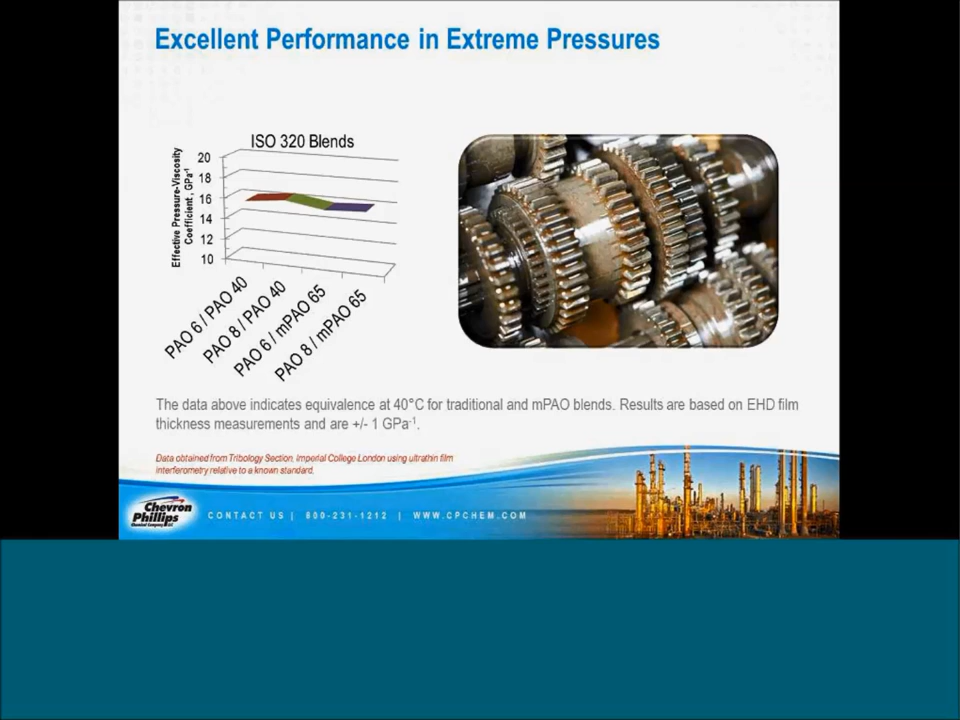 Excellent Performance in Extreme Pressures
ISO 320 Blends
Effective Pressure-Viscosity
Coefficient , GPa-1
20
18
16
14
12
10
PAO 6 / PAO 40
PAO 8 / PAO 40
PAO 6 / mPAO 65
PAO 8 / mPAO 65
The data above indicates equivalence at 40°C for traditional and mPAO blends. Results are based on EHD film
thickness measurements and are +/- 1 GPa-1.
Data obtained from Tribology Section, Imperial College London using ultrathin film
interferometry relative to a known standard.
Chevron
Phillips
Chemical Company
CONTACT US | 800-231-1212 | WWW.CPCHEM.COM